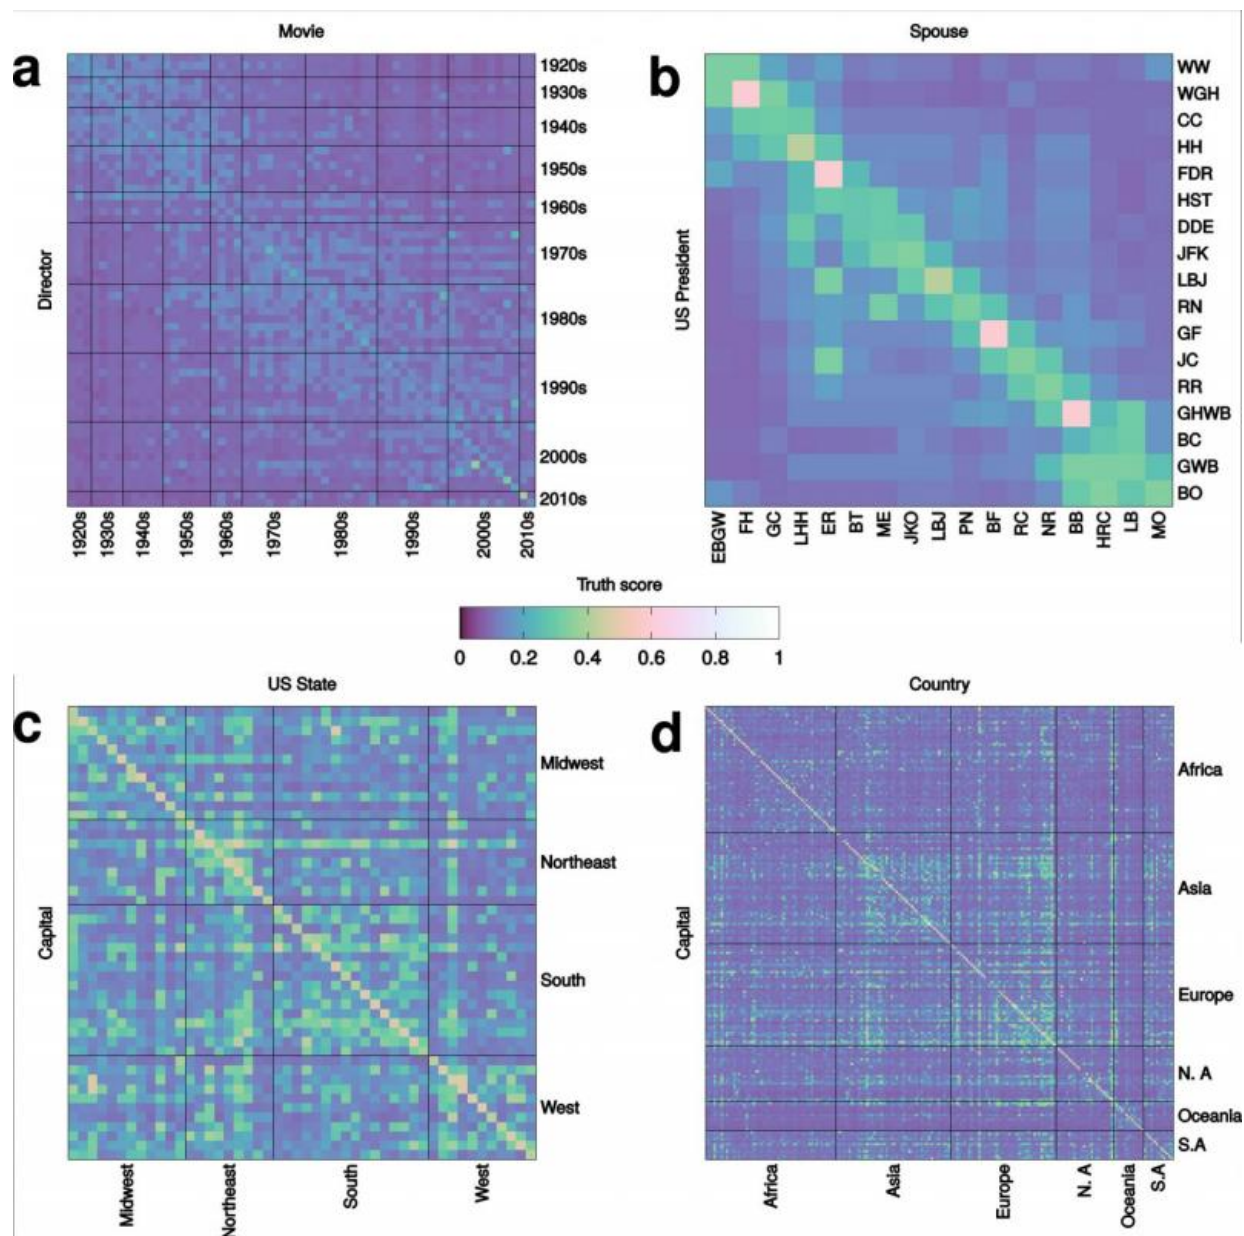 Movie
a
1920s
1930s
1940s
1950s
1960s
1970s
1980s
1990s
2000s
2010s
Director
1920s
1930s
1940s
1950s
1960s
1970s
1980s
1990s
2000s
2010s
Spouse
b
WW
WGH
CC
HH
FDR
HST
DDE
JFK
LBJ
RN
GF
JC
RR
GHWB
BC
GWB
BO
US President
EBGW
FH
GC
LHH
ER
BT
ME
JKO
LBJ
PN
BF
RC
NR
BB
HRC
LB
MO
Truth score
0 0.2 0.4 0.6 0.8 1
US State
c
Midwest
Northeast
South
West
Capital
Midwest
Northeast
South
West
Country
d
Africa
Asia
Europe
N. A
Oceania
S.A
Capital
Africa
Asia
Europe
N. A
Oceania
S.A